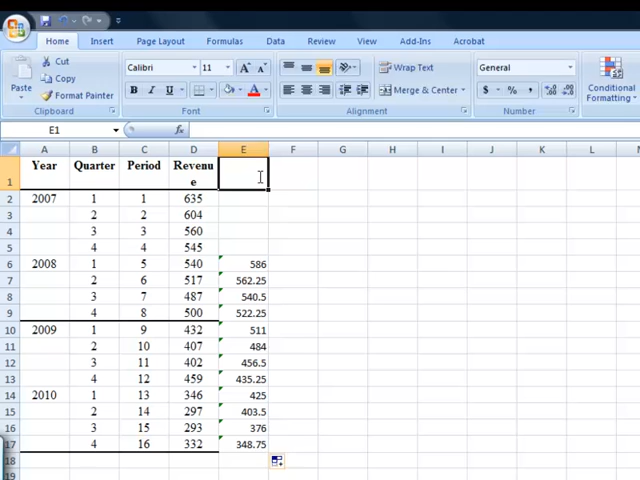 Home Insert Page Layout Formulas Data Review View Add-Ins Acrobat
Paste
Cut
Copy
Format Painter
Clipboard
Calibri 11 A A
B I U A
Font
Wrap Text
Merge & Center
Alignment
General
$ % , .0 .00 .00 .0
Number
Conditional
Formatting
E1 fx
A B C D E F G H I J K L
1 Year Quarter Period Revenu
e
2 2007 1 1 635
3 2 2 604
4 3 3 560
5 4 4 545
6 2008 1 5 540 586
7 2 6 517 562.25
8 3 7 487 540.5
9 4 8 500 522.25
10 2009 1 9 432 511
11 2 10 407 484
12 3 11 402 456.5
13 4 12 459 435.25
14 2010 1 13 346 425
15 2 14 297 403.5
16 3 15 293 376
17 4 16 332 348.75
18
19